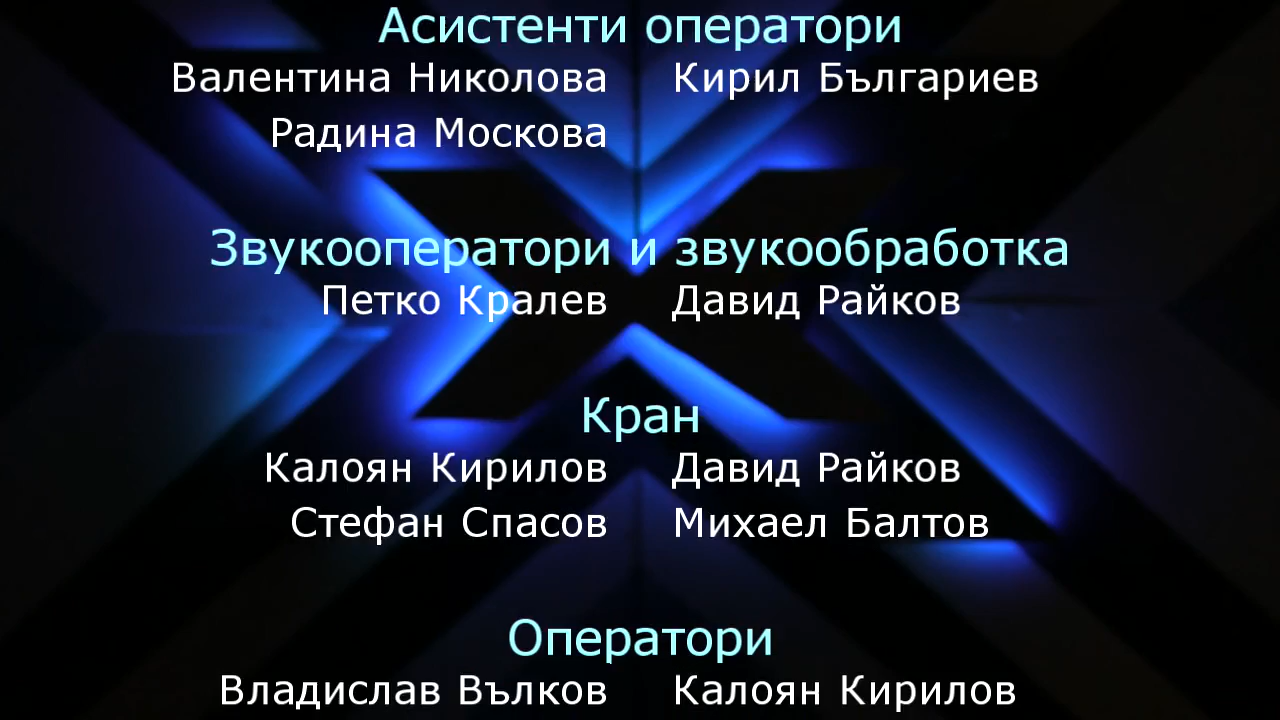 Асистенти оператори
Валентина Николова Кирил Българиев
Радина Москова
Звукооператори и звукообработка
Петко Кралев Давид Райков
Кран
Калоян Кирилов Давид Райков
Стефан Спасов Михаел Балтов
Оператори
Владислав Вълков Калоян Кирилов